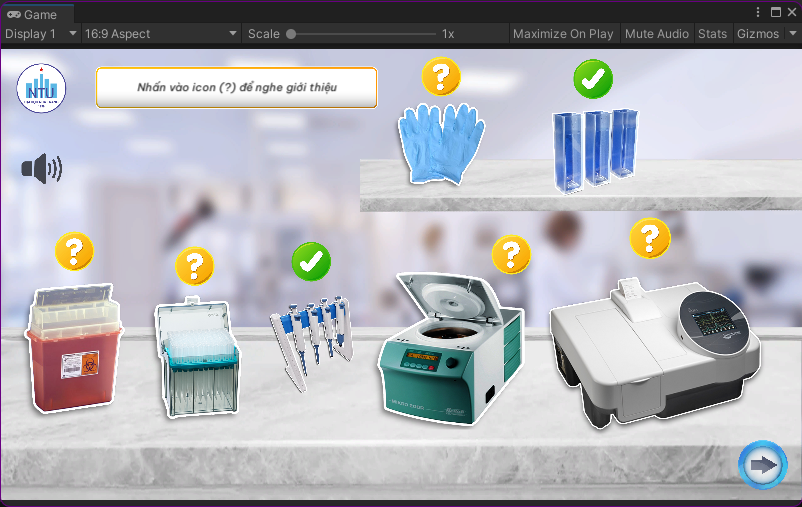 Game
Display 1 16:9 Aspect Scale 1x Maximize On Play Mute Audio Stats Gizmos
NTU
Nhấn vào icon (?) để nghe giới thiệu
?
?
?
?
?